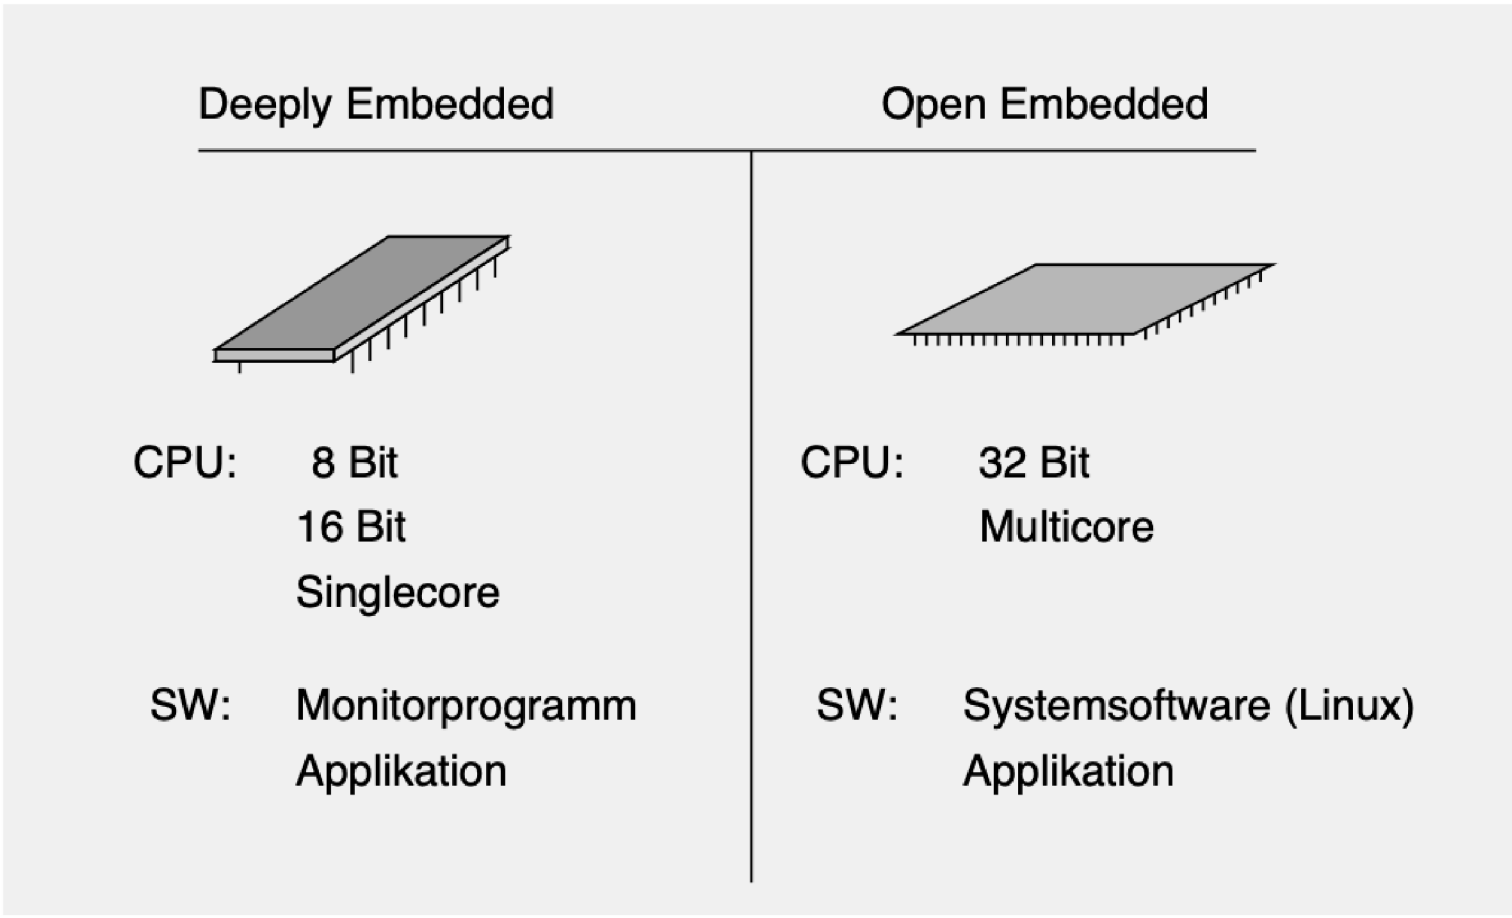 Deeply Embedded
CPU: 8 Bit
16 Bit
Singlecore
SW: Monitorprogramm
Applikation
Open Embedded
CPU: 32 Bit
Multicore
SW: Systemsoftware (Linux)
Applikation